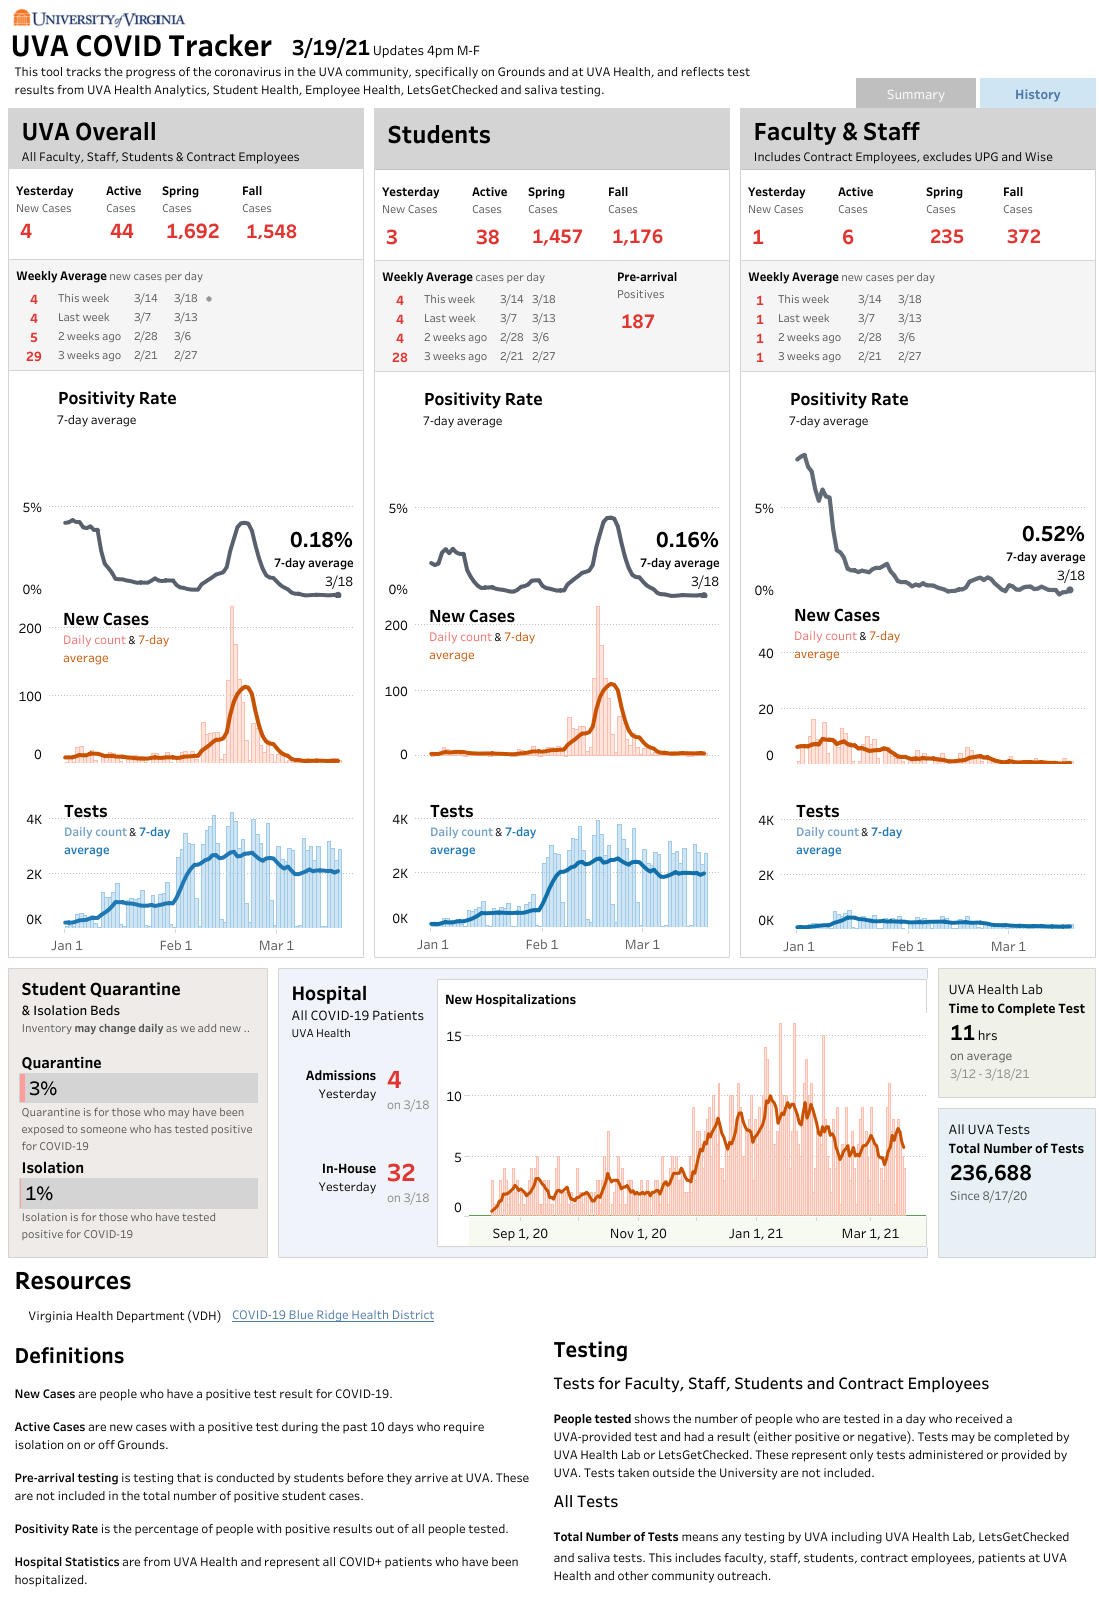 UNIVERSITY of VIRGINIA
UVA COVID Tracker 3/19/21 Updates 4pm M-F
This tool tracks the progress of the coronavirus in the UVA community, specifically on Grounds and at UVA Health, and reflects test
results from UVA Health Analytics, Student Health, Employee Health, LetsGetChecked and saliva testing.
Summary
History
UVA Overall
All Faculty, Staff, Students & Contract Employees
Yesterday Active Spring Fall
New Cases Cases Cases Cases
4 44 1,692 1,548
Weekly Average new cases per day
4 This week 3/14 3/18
4 Last week 3/7 3/13
5 2 weeks ago 2/28 3/6
29 3 weeks ago 2/21 2/27
Positivity Rate
7-day average
5%
0.18%
7-day average
3/18
0%
New Cases
200
Daily count & 7-day
average
100
0
Tests
4K
Daily count & 7-day
average
2K
0K
Jan 1 Feb 1 Mar 1
Students
Yesterday Active Spring Fall
New Cases Cases Cases Cases
3 38 1,457 1,176
Weekly Average cases per day
4 This week 3/14 3/18
4 Last week 3/7 3/13
4 2 weeks ago 2/28 3/6
28 3 weeks ago 2/21 2/27
Pre-arrival
Positives
187
Positivity Rate
7-day average
5%
0.16%
7-day average
3/18
0%
New Cases
200
Daily count & 7-day
average
100
0
Tests
4K
Daily count & 7-day
average
2K
0K
Jan 1 Feb 1 Mar 1
Faculty & Staff
Includes Contract Employees, excludes UPG and Wise
Yesterday Active Spring Fall
New Cases Cases Cases Cases
1 6 235 372
Weekly Average new cases per day
1 This week 3/14 3/18
1 Last week 3/7 3/13
1 2 weeks ago 2/28 3/6
1 3 weeks ago 2/21 2/27
Positivity Rate
7-day average
5%
0.52%
7-day average
3/18
0%
New Cases
Daily count & 7-day
40 average
20
0
Tests
4K
Daily count & 7-day
average
2K
0K
Jan 1 Feb 1 Mar 1
Student Quarantine
& Isolation Beds
Inventory may change daily as we add new ..
Quarantine
3%
Quarantine is for those who may have been
exposed to someone who has tested positive
for COVID-19
Isolation
1%
Isolation is for those who have tested
positive for COVID-19
Hospital
All COVID-19 Patients
UVA Health
Admissions 4
Yesterday on 3/18
In-House 32
Yesterday on 3/18
New Hospitalizations
15
10
5
0
Sep 1, 20 Nov 1, 20 Jan 1, 21 Mar 1, 21
UVA Health Lab
Time to Complete Test
11 hrs
on average
3/12 - 3/18/21
All UVA Tests
Total Number of Tests
236,688
Since 8/17/20
Resources
Virginia Health Department (VDH) COVID-19 Blue Ridge Health District
Definitions
New Cases are people who have a positive test result for COVID-19.
Active Cases are new cases with a positive test during the past 10 days who require
isolation on or off Grounds.
Pre-arrival testing is testing that is conducted by students before they arrive at UVA. These
are not included in the total number of positive student cases.
Positivity Rate is the percentage of people with positive results out of all people tested.
Hospital Statistics are from UVA Health and represent all COVID+ patients who have been
hospitalized.
Testing
Tests for Faculty, Staff, Students and Contract Employees
People tested shows the number of people who are tested in a day who received a
UVA-provided test and had a result (either positive or negative). Tests may be completed by
UVA Health Lab or LetsGetChecked. These represent only tests administered or provided by
UVA. Tests taken outside the University are not included.
All Tests
Total Number of Tests means any testing by UVA including UVA Health Lab, LetsGetChecked
and saliva tests. This includes faculty, staff, students, contract employees, patients at UVA
Health and other community outreach.